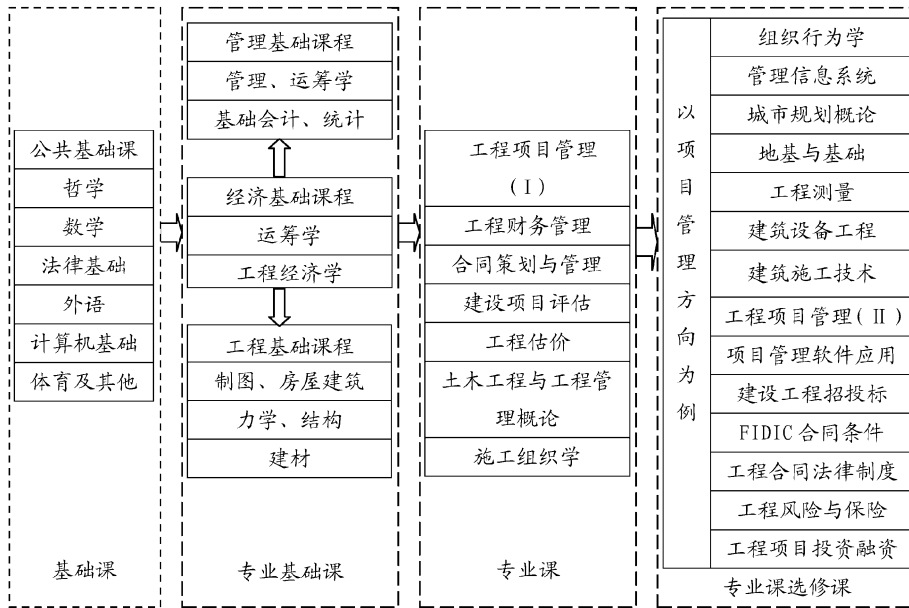 公共基础课
哲学
数学
法律基础
外语
计算机基础
体育及其他
基础课
管理基础课程
管理、运筹学
基础会计、统计
经济基础课程
运筹学
工程经济学
工程基础课程
制图、房屋建筑
力学、结构
建材
专业基础课
工程项目管理
(Ⅰ)
工程财务管理
合同策划与管理
建设项目评估
工程估价
土木工程与工程管
理概论
施工组织学
专业课
以
项
目
管
理
方
向
为
例
组织行为学
管理信息系统
城市规划概论
地基与基础
工程测量
建筑设备工程
建筑施工技术
工程项目管理(Ⅱ)
项目管理软件应用
建设工程招投标
FIDIC合同条件
工程合同法律制度
工程风险与保险
工程项目投资融资
专业课选修课